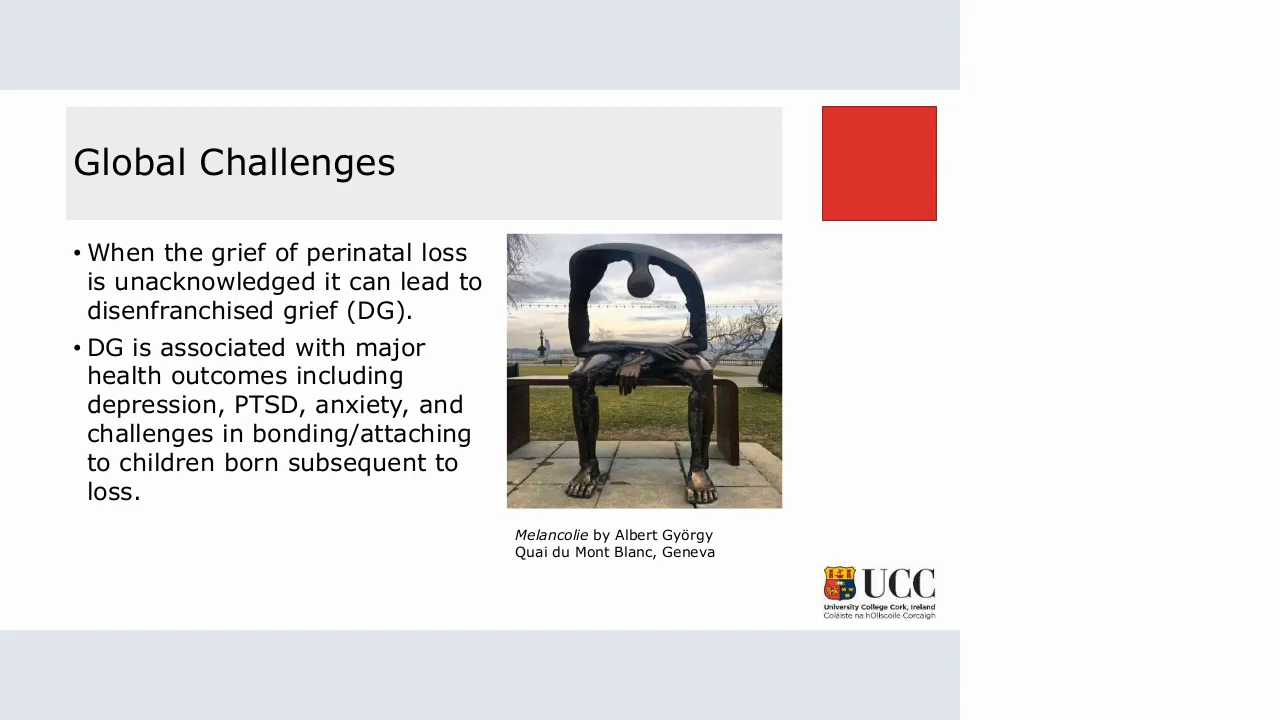 Global Challenges
• When the grief of perinatal loss
is unacknowledged it can lead to
disenfranchised grief (DG).
• DG is associated with major
health outcomes including
depression, PTSD, anxiety, and
challenges in bonding/attaching
to children born subsequent to
loss.
Melancolie by Albert György
Quai du Mont Blanc, Geneva
UCC
University College Cork, Ireland
Coláiste na hOllscoile Corcaigh